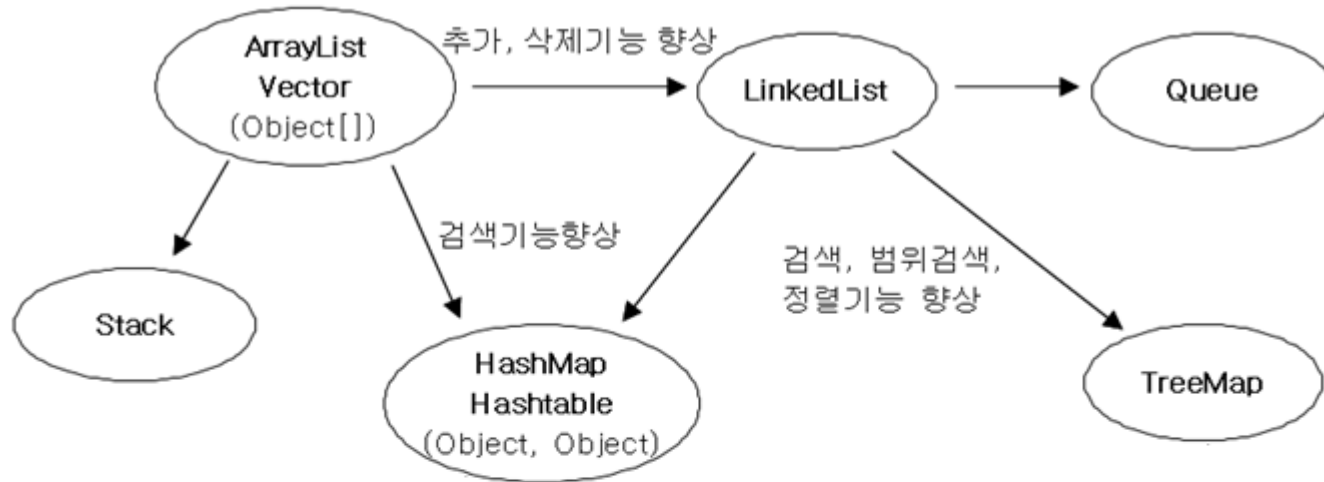 ArrayList
Vector
(Object[])
추가, 삭제기능 향상
LinkedList
Queue
검색기능향상
검색, 범위검색,
정렬기능 향상
Stack
HashMap
Hashtable
(Object, Object)
TreeMap